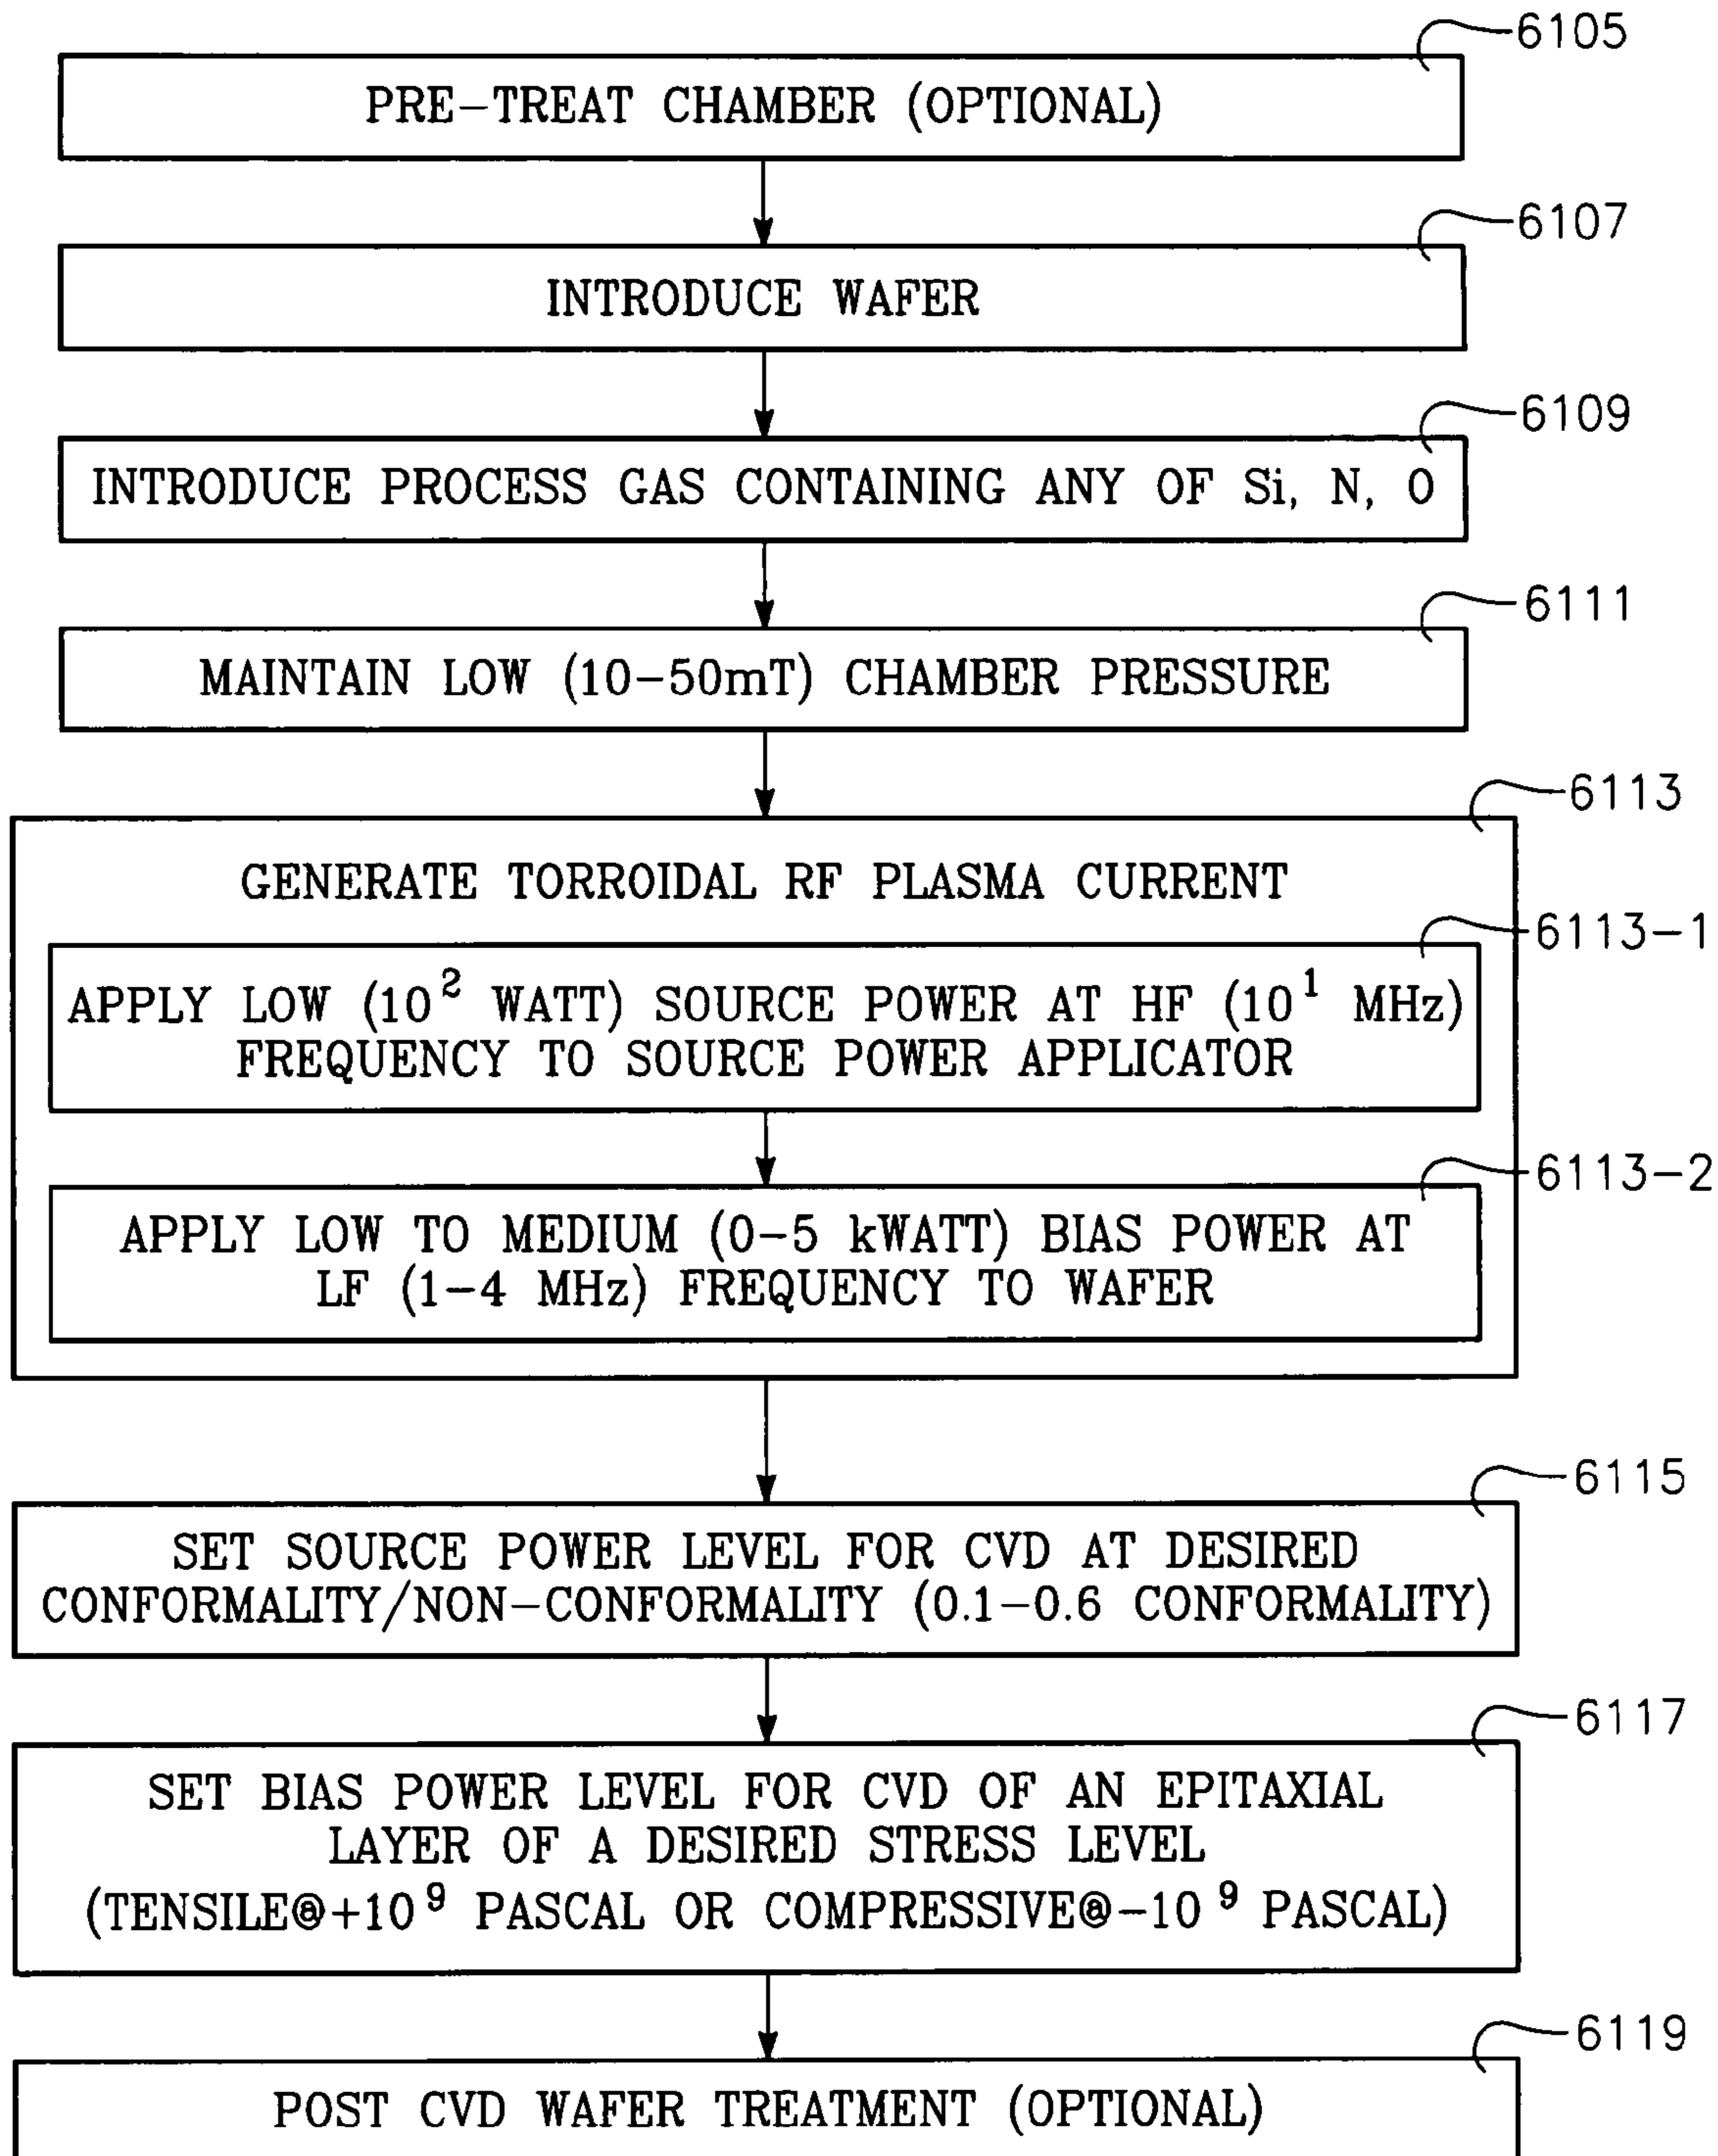 6105
PRE-TREAT CHAMBER (OPTIONAL)
6107
INTRODUCE WAFER
6109
INTRODUCE PROCESS GAS CONTAINING ANY OF Si, N, O
6111
MAINTAIN LOW (10-50mT) CHAMBER PRESSURE
6113
GENERATE TORROIDAL RF PLASMA CURRENT
6113-1
APPLY LOW (10² WATT) SOURCE POWER AT HF (10¹ MHz)
FREQUENCY TO SOURCE POWER APPLICATOR
6113-2
APPLY LOW TO MEDIUM (0-5 kWATT) BIAS POWER AT
LF (1-4 MHz) FREQUENCY TO WAFER
6115
SET SOURCE POWER LEVEL FOR CVD AT DESIRED
CONFORMALITY/NON-CONFORMALITY (0.1-0.6 CONFORMALITY)
6117
SET BIAS POWER LEVEL FOR CVD OF AN EPITAXIAL
LAYER OF A DESIRED STRESS LEVEL
(TENSILE@+10⁹ PASCAL OR COMPRESSIVE@-10⁹ PASCAL)
6119
POST CVD WAFER TREATMENT (OPTIONAL)